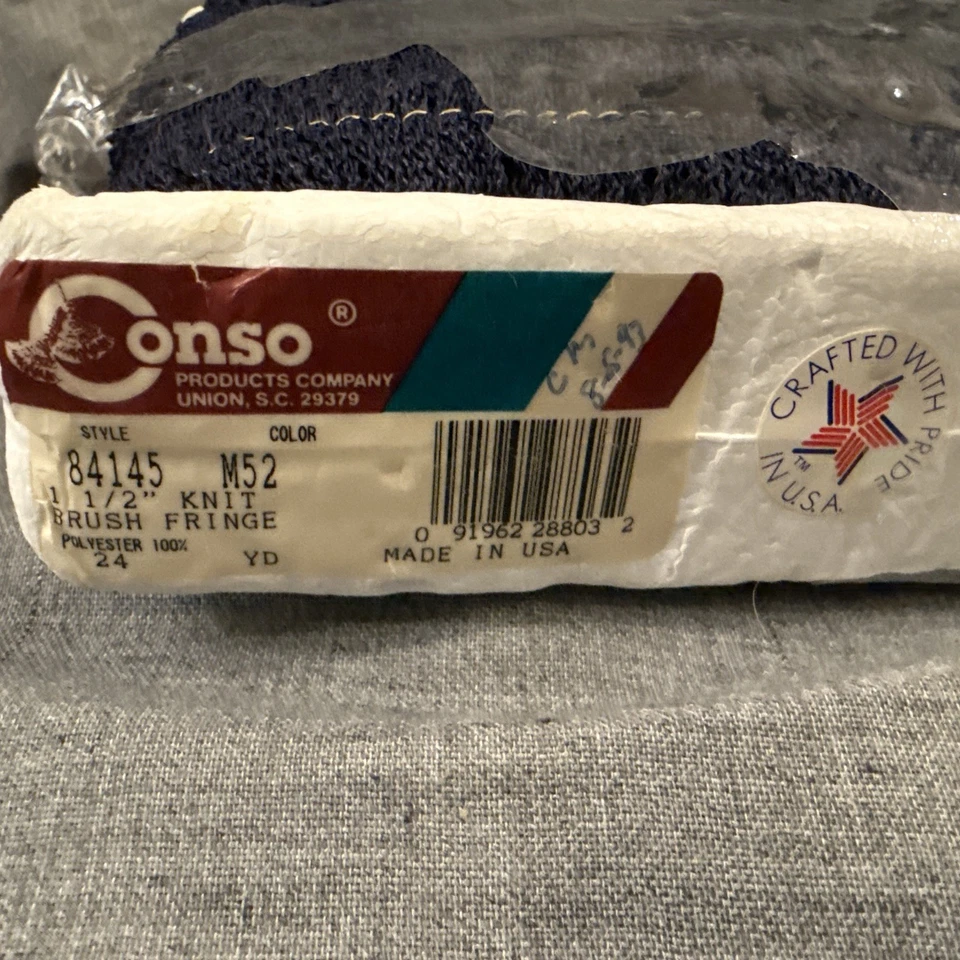 Conso ®
PRODUCTS COMPANY
UNION, S.C. 29379
STYLE COLOR
84145 M52
1 1/2” KNIT
BRUSH FRINGE
POLYESTER 100%
24 YD
0 91962 28803 2
MADE IN USA
CRAFTED WITH PRIDE
IN U.S.A.
TM